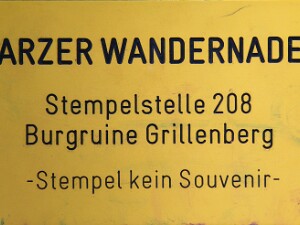 ARZER WANDERNADE
Stempelstelle 208
Burgruine Grillenberg
-Stempel kein Souvenir-